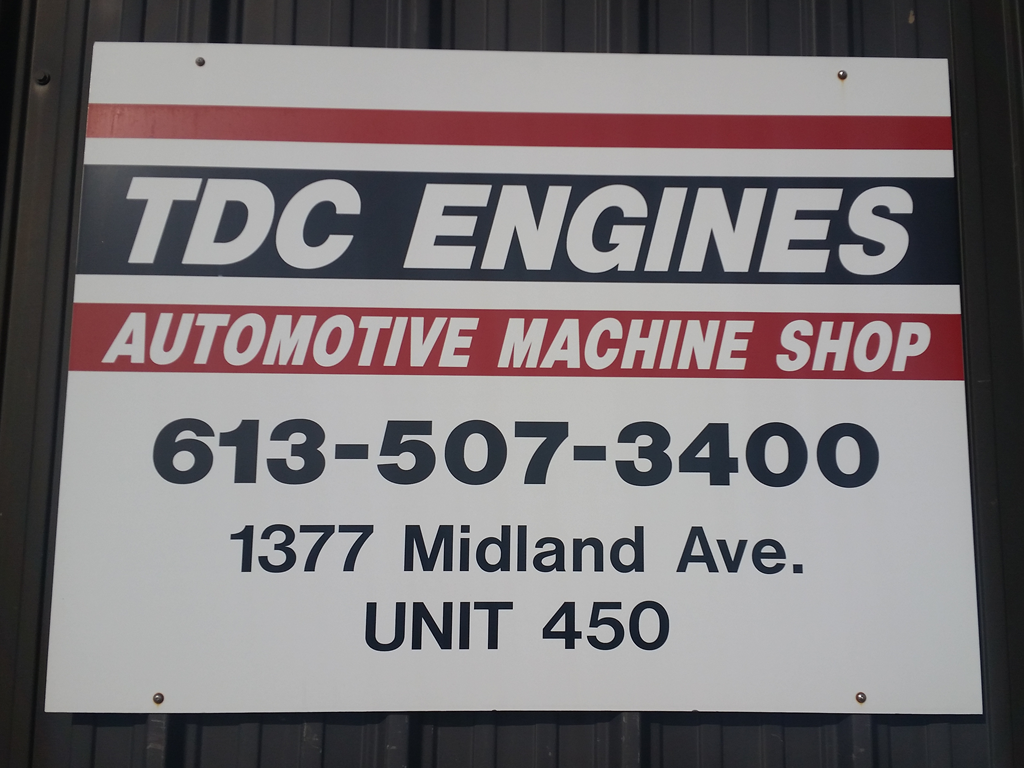 TDC ENGINES
AUTOMOTIVE MACHINE SHOP
613-507-3400
1377 Midland Ave.
UNIT 450